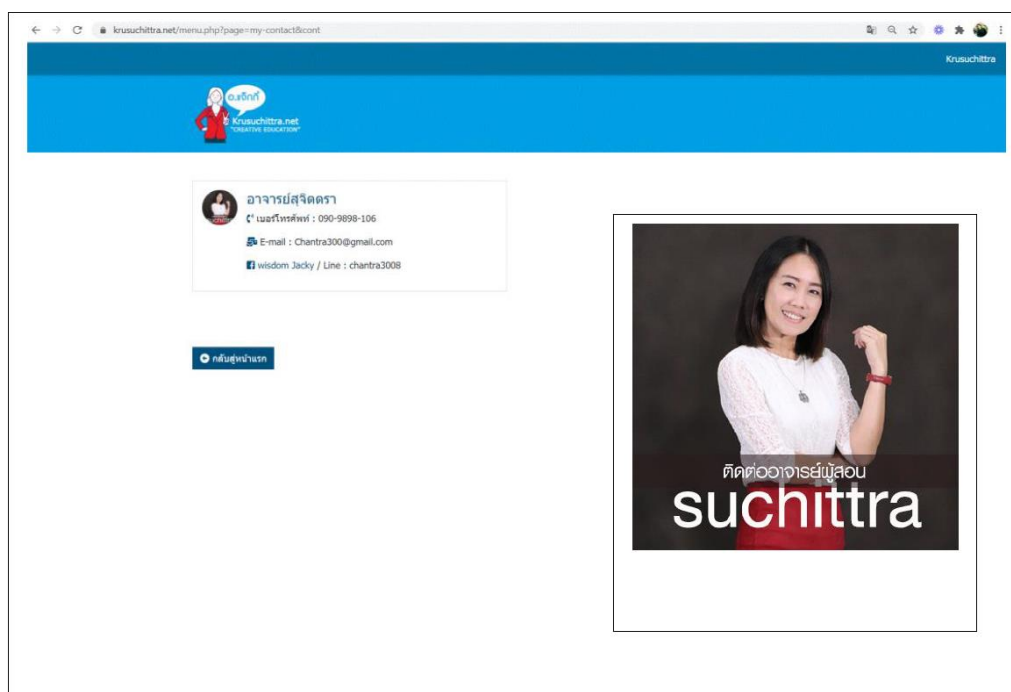 krusuchittra.net/menu.php?page=my-contact&cont
Krusuchittra
อ.แจ็กกี้
Krusuchittra.net
"CREATIVE EDUCATION"
อาจารย์สุจิตตรา
เบอร์โทรศัพท์ : 090-9898-106
E-mail : Chantra300@gmail.com
wisdom Jacky / Line : chantra3008
กลับสู่หน้าแรก
ติดต่ออาจารย์ผู้สอน
suchittra